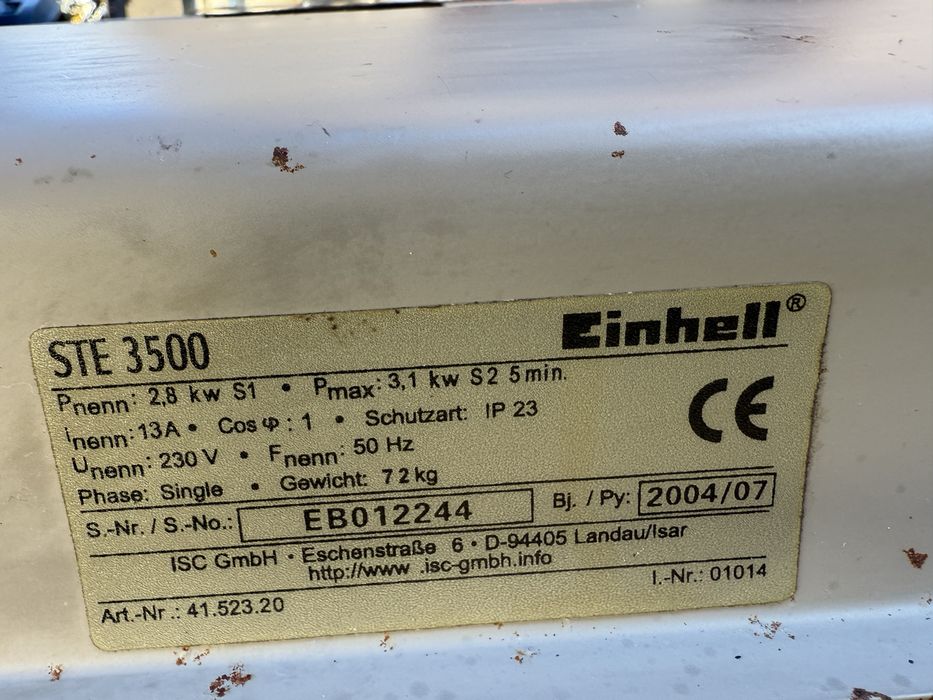 STE 3500
Einhell®
Pnenn: 2,8 kw S1 • Pmax: 3,1 kw S2 5 min.
Inenn: 13A • Cos φ : 1 • Schutzart: IP 23
Unenn: 230 V • Fnenn: 50 Hz
CE
Phase: Single • Gewicht: 72kg
S.-Nr. / S.-No.: EB012244 Bj. / Py: 2004/07
ISC GmbH • Eschenstraße 6 • D-94405 Landau/Isar
http://www .isc-gmbh.info
Art.-Nr .: 41.523.20 I.-Nr.: 01014